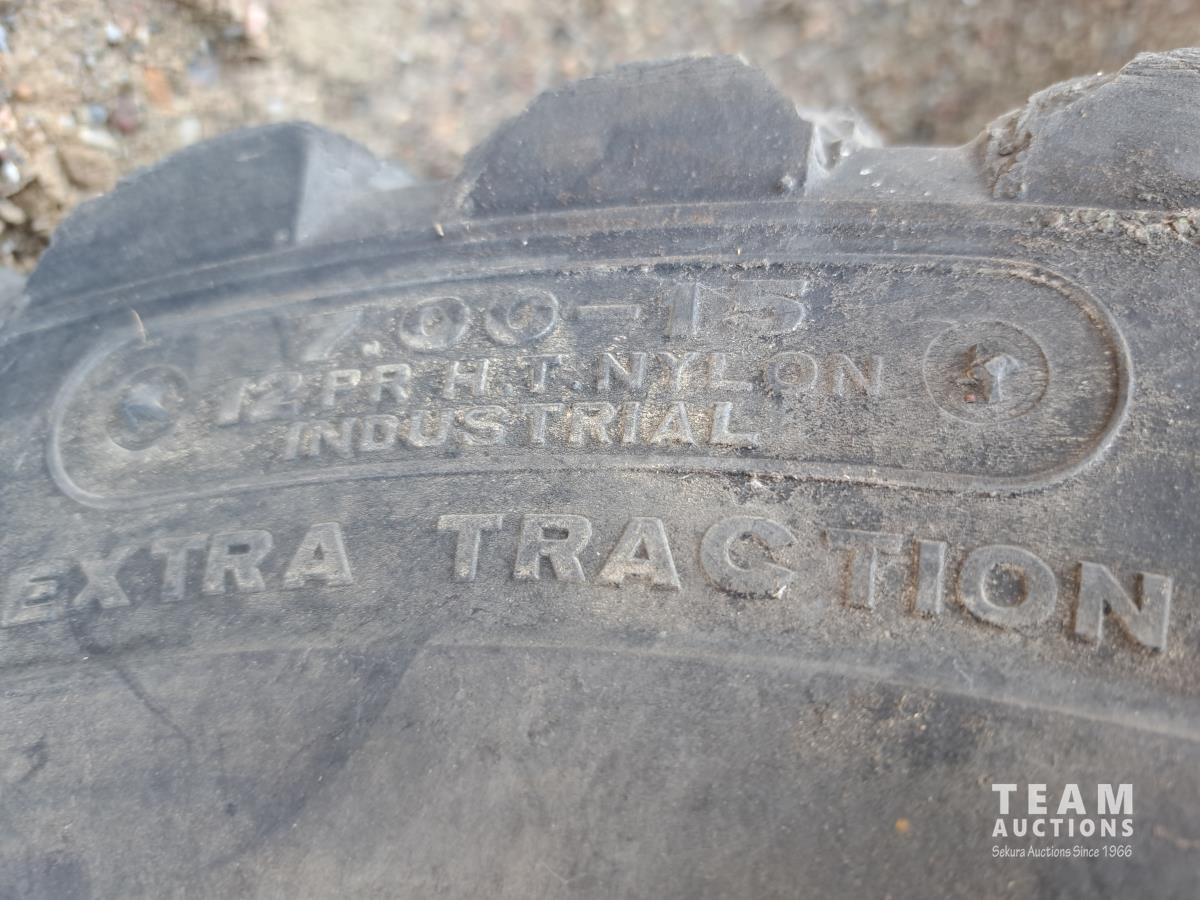 7.00-15
12 PR H.T. NYLON
INDUSTRIAL
EXTRA TRACTION
TEAM
AUCTIONS
Sekura Auctions Since 1966